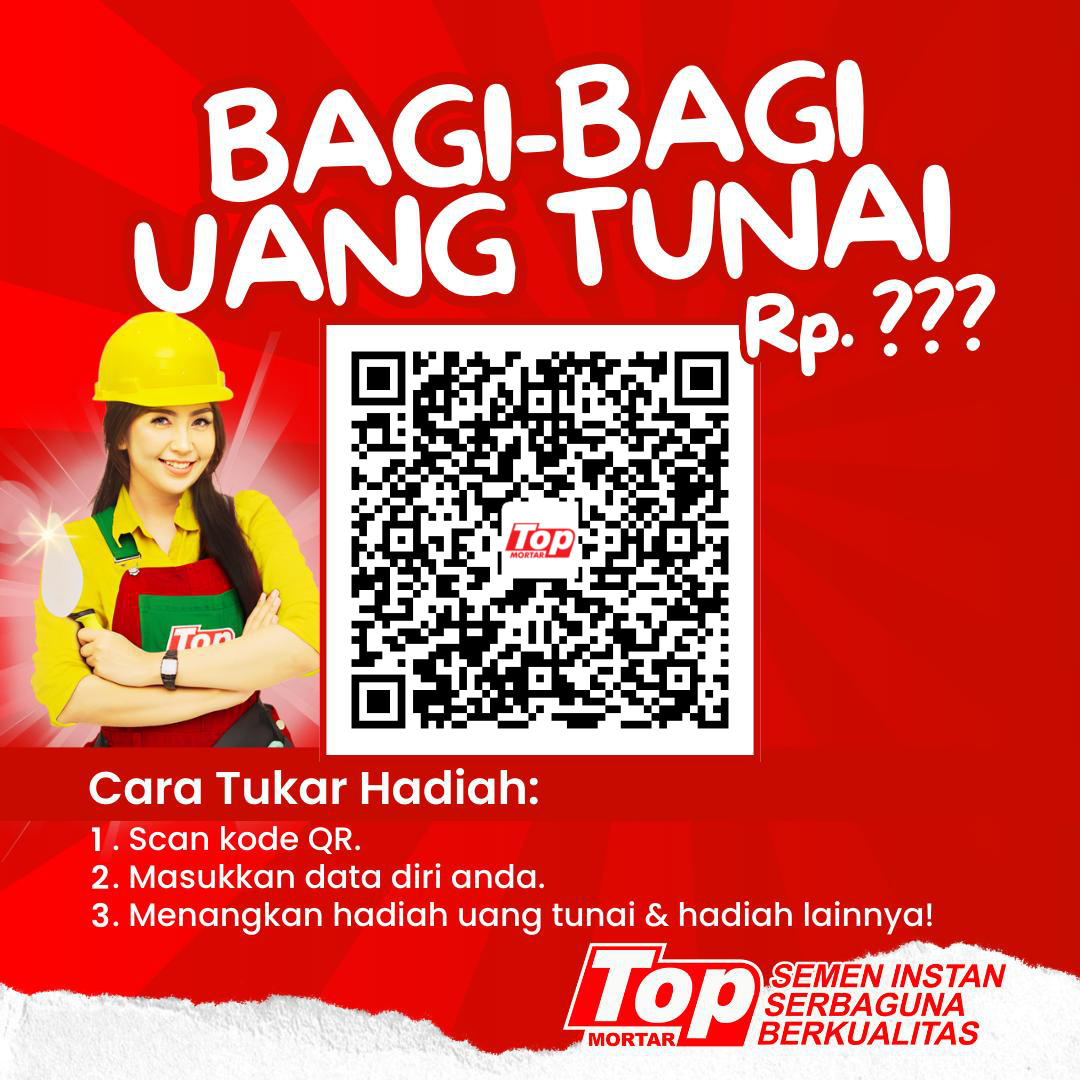 BAGI-BAGI
UANG TUNAI
Rp. ???
Top
MORTAR
Top
Cara Tukar Hadiah:
1. Scan kode QR.
2. Masukkan data diri anda.
3. Menangkan hadiah uang tunai & hadiah lainnya!
Top
MORTAR
SEMEN INSTAN
SERBAGUNA
BERKUALITAS